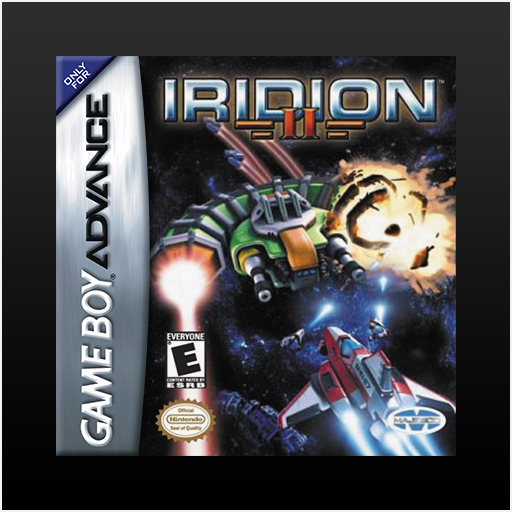 ONLY
FOR
GAME BOY ADVANCE
IRIDION
II
EVERYONE
E
CONTENT RATED BY
ESRB
Official
Nintendo
Seal of Quality
MAJESCO